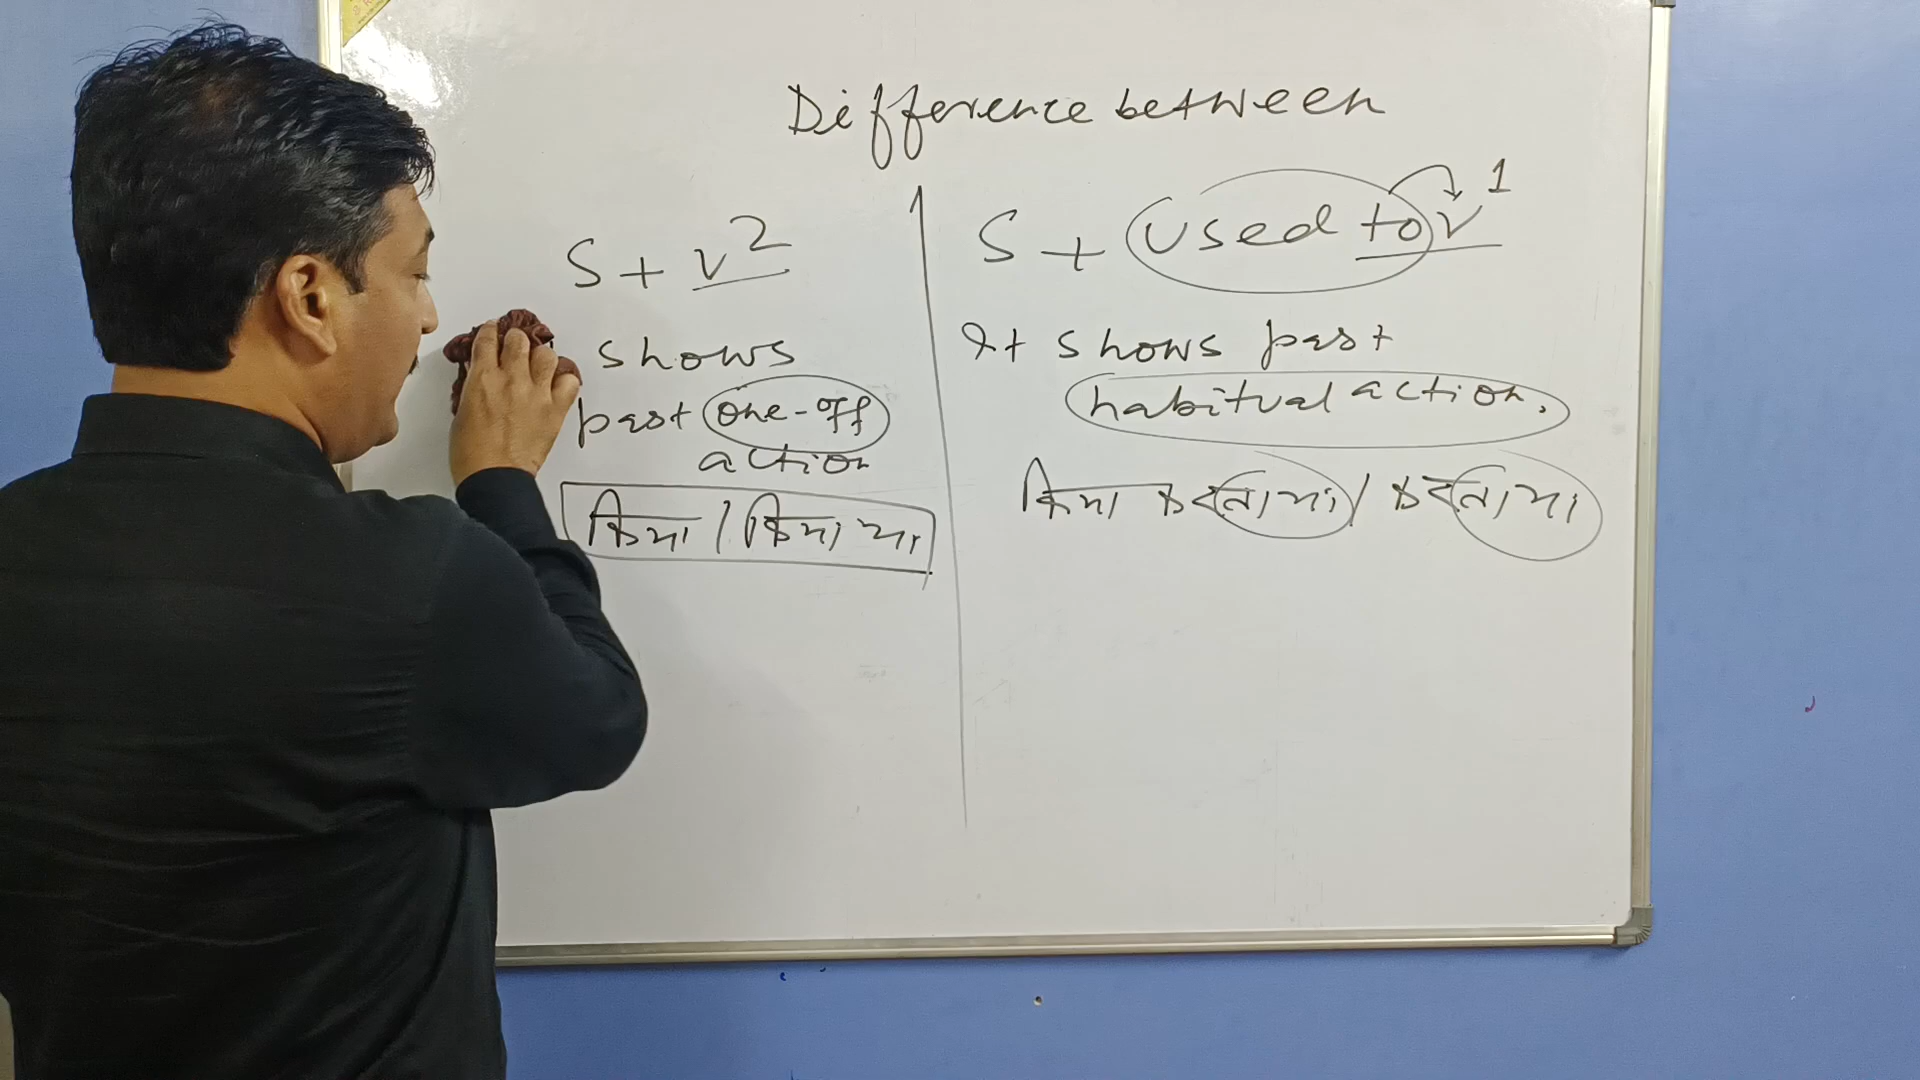 Difference between
S + v2
shows
past one-off
action
किया / किया था
S + used to v1
It shows past
habitual action.
किया करता था / करता था